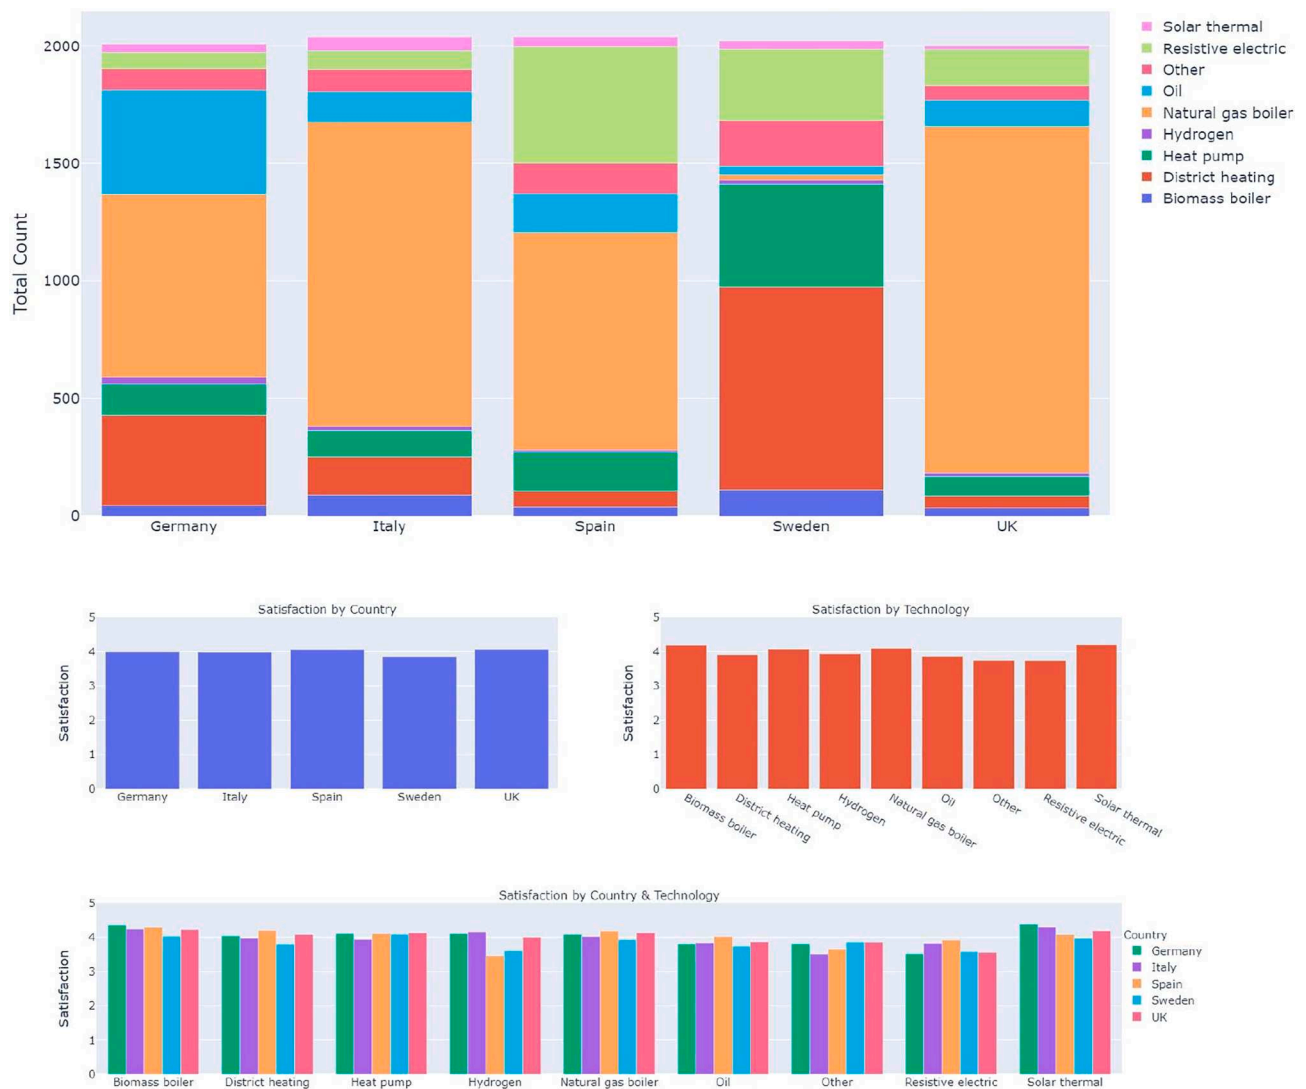 Total Count
2000
1500
1000
500
0
Germany
Italy
Spain
Sweden
UK
Solar thermal
Resistive electric
Other
Oil
Natural gas boiler
Hydrogen
Heat pump
District heating
Biomass boiler
Satisfaction by Country
Satisfaction
5
4
3
2
1
0
Germany
Italy
Spain
Sweden
UK
Satisfaction by Technology
Satisfaction
5
4
3
2
1
0
Biomass boiler
District heating
Heat pump
Hydrogen
Natural gas boiler
Oil
Other
Resistive electric
Solar thermal
Satisfaction by Country & Technology
Satisfaction
5
4
3
2
1
0
Biomass boiler
District heating
Heat pump
Hydrogen
Natural gas boiler
Oil
Other
Resistive electric
Solar thermal
Country
Germany
Italy
Spain
Sweden
UK